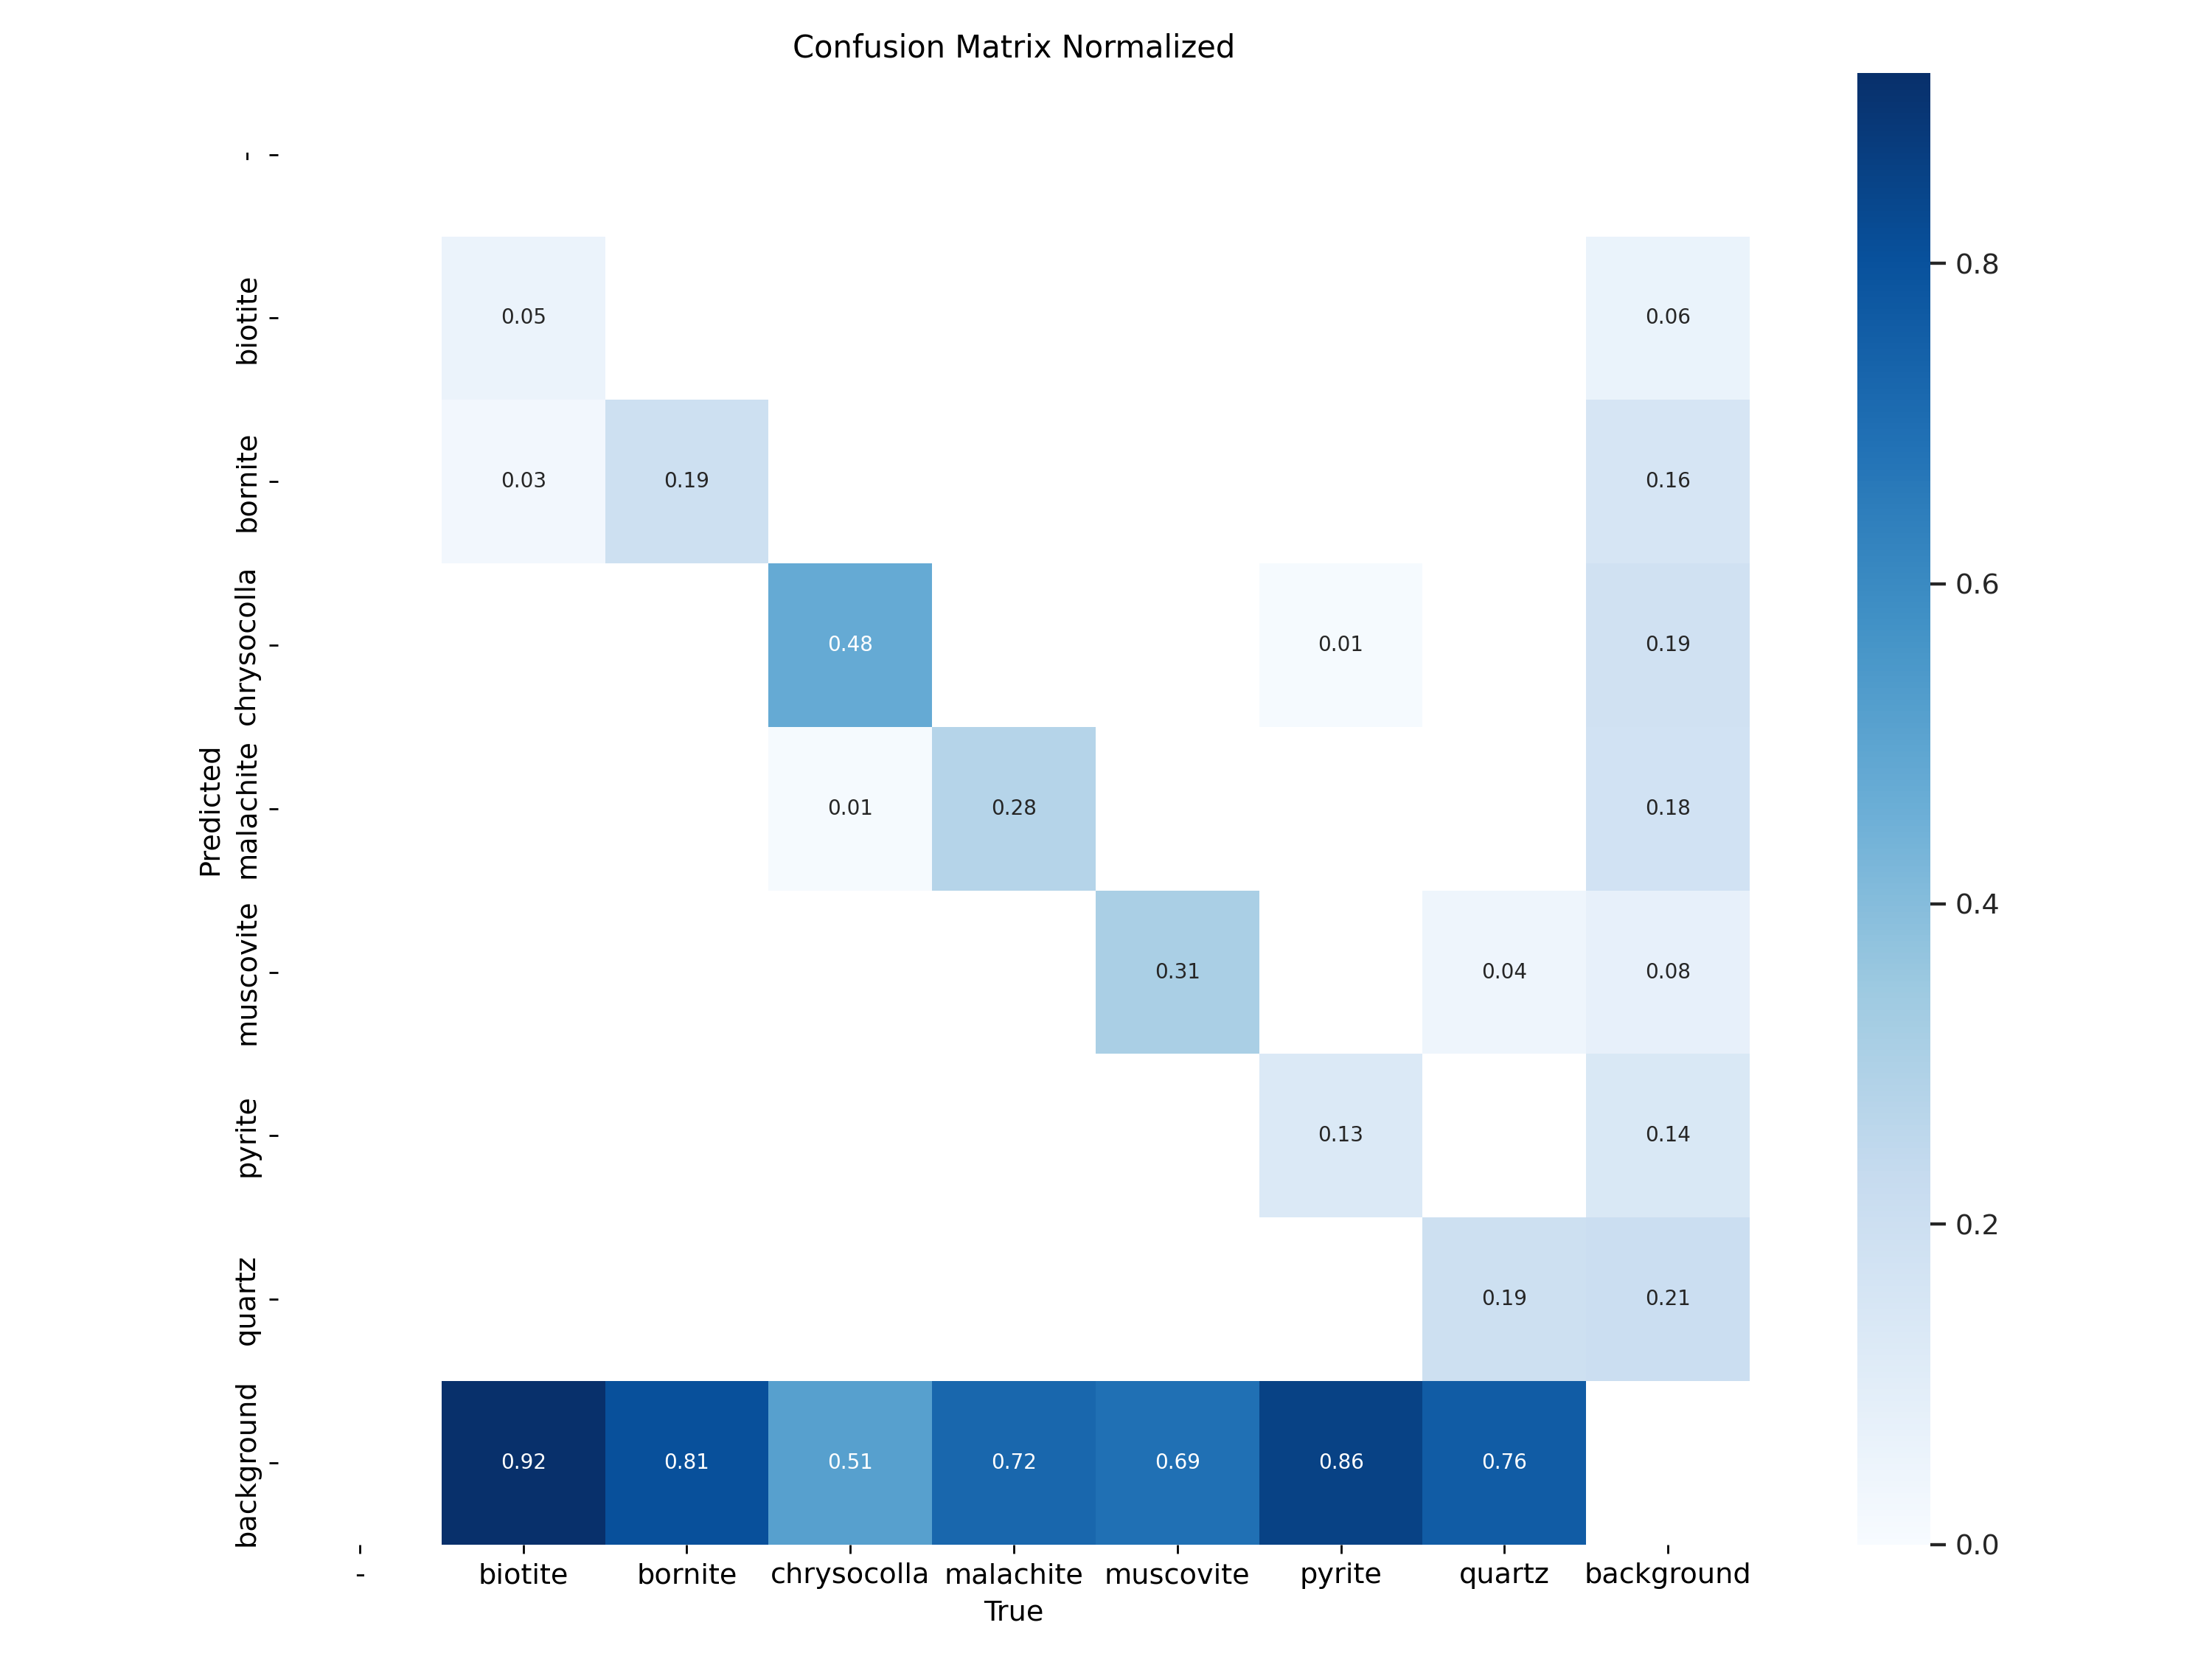 Confusion Matrix Normalized
-
biotite
bornite
chrysocolla
malachite
muscovite
pyrite
quartz
background
Predicted
0.05 0.06
0.03 0.19 0.16
0.48 0.01 0.19
0.01 0.28 0.18
0.31 0.04 0.08
0.13 0.14
0.19 0.21
0.92 0.81 0.51 0.72 0.69 0.86 0.76
- biotite bornite chrysocolla malachite muscovite pyrite quartz background
True
0.8
0.6
0.4
0.2
0.0